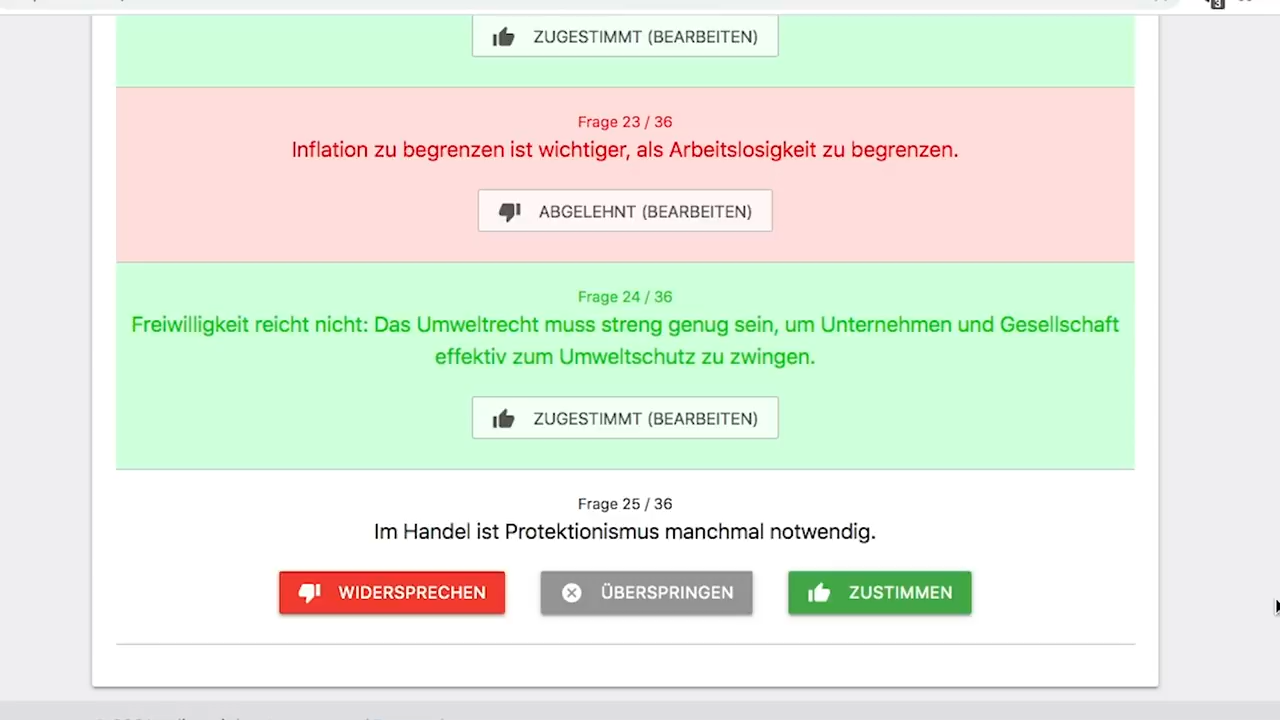 3
ZUGESTIMMT (BEARBEITEN)
Frage 23 / 36
Inflation zu begrenzen ist wichtiger, als Arbeitslosigkeit zu begrenzen.
ABGELEHNT (BEARBEITEN)
Frage 24 / 36
Freiwilligkeit reicht nicht: Das Umweltrecht muss streng genug sein, um Unternehmen und Gesellschaft
effektiv zum Umweltschutz zu zwingen.
ZUGESTIMMT (BEARBEITEN)
Frage 25 / 36
Im Handel ist Protektionismus manchmal notwendig.
WIDERSPRECHEN
ÜBERSPRINGEN
ZUSTIMMEN